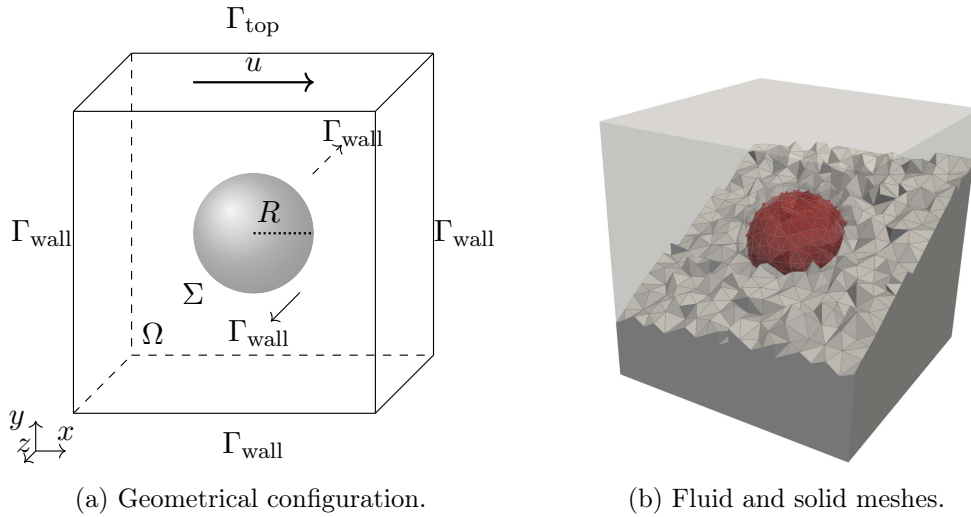 Γtop
u
Γwall
R
Γwall
Γwall
Σ
Γwall
Ω
y
x
z
Γwall
(a) Geometrical configuration.
(b) Fluid and solid meshes.